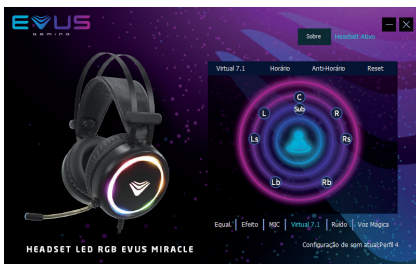 EVUS
GAMING
Sobre Headset Ativo
Virtual 7.1 Horário Anti-Horário Reset
C
Sub
L R
Ls Rs
Lb Rb
Equal. Efeito MIC Virtual 7.1 Ruído Voz Mágica
HEADSET LED RGB EVUS MIRACLE
Configuração de som atual:Perfil 4